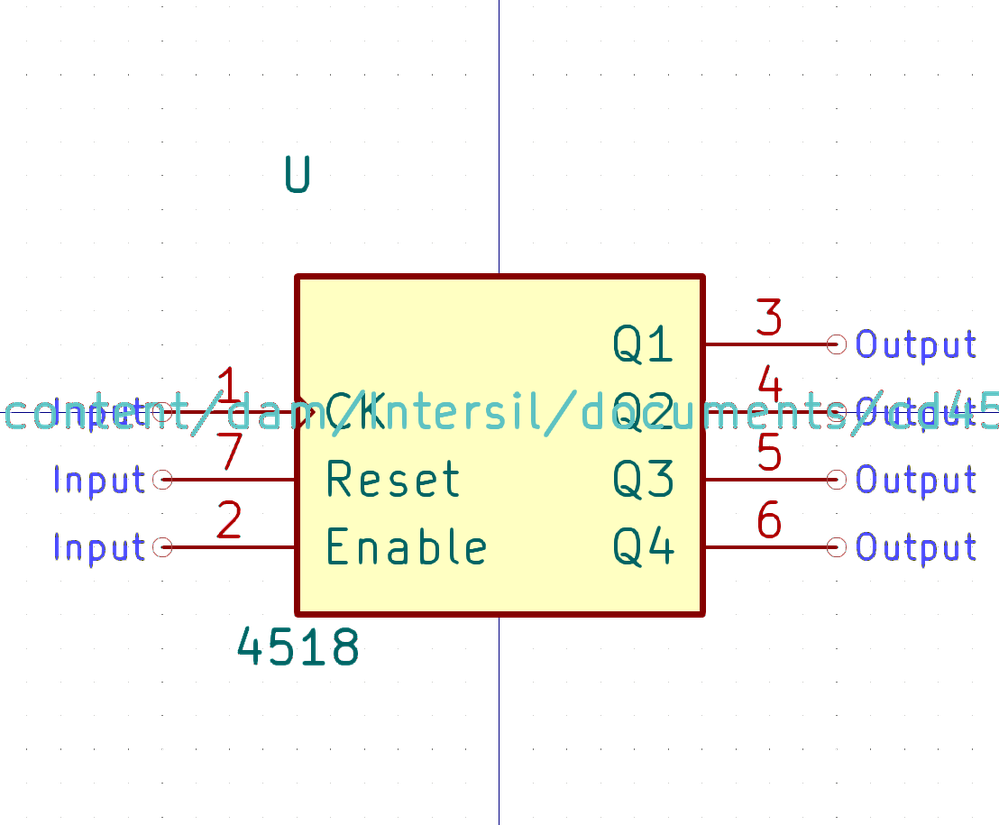 U
3
Q1 Output
1 4
Input CK Q2 Output
content/dam/Intersil/documents/cd45
7 5
Input Reset Q3 Output
2 6
Input Enable Q4 Output
4518